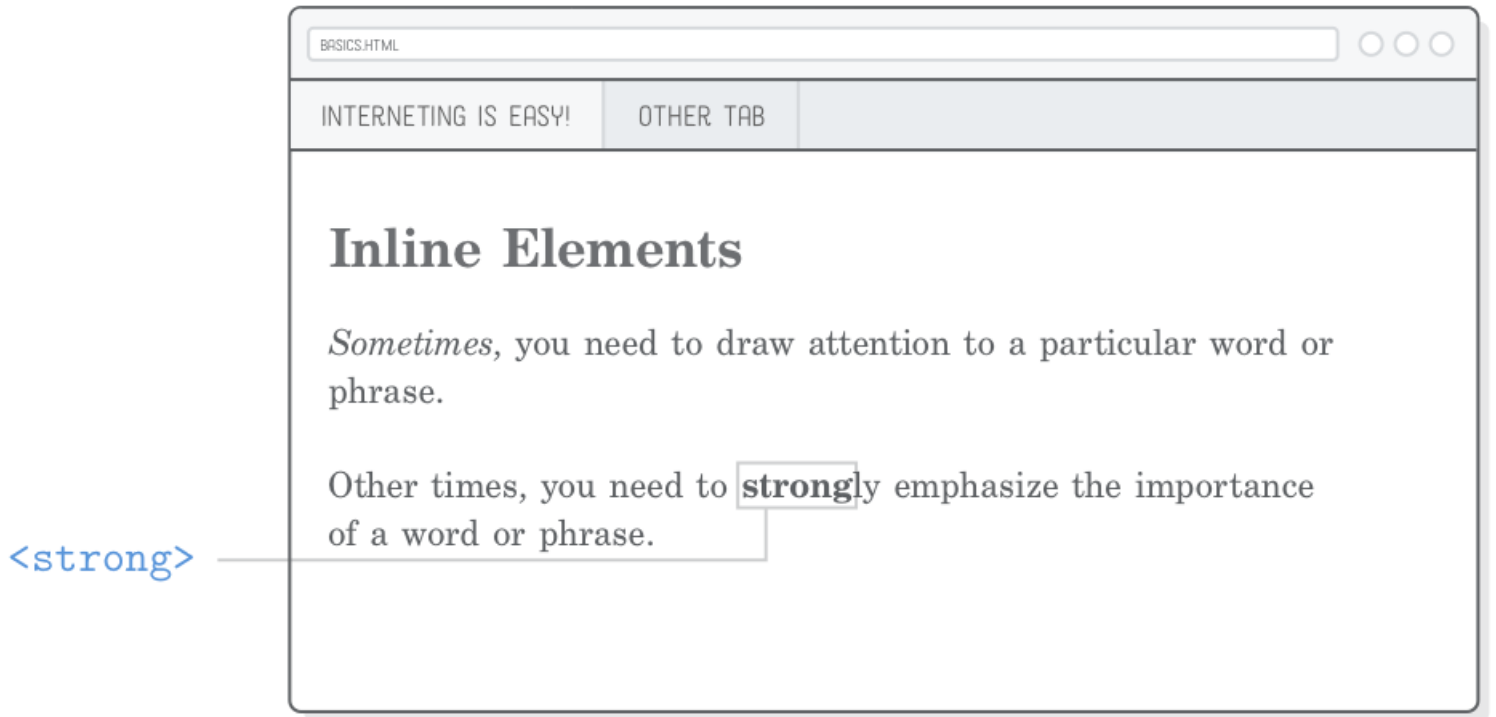 BASICS.HTML
INTERNETING IS EASY!
OTHER TAB
Inline Elements
Sometimes, you need to draw attention to a particular word or
phrase.
Other times, you need to strongly emphasize the importance
of a word or phrase.
<strong>